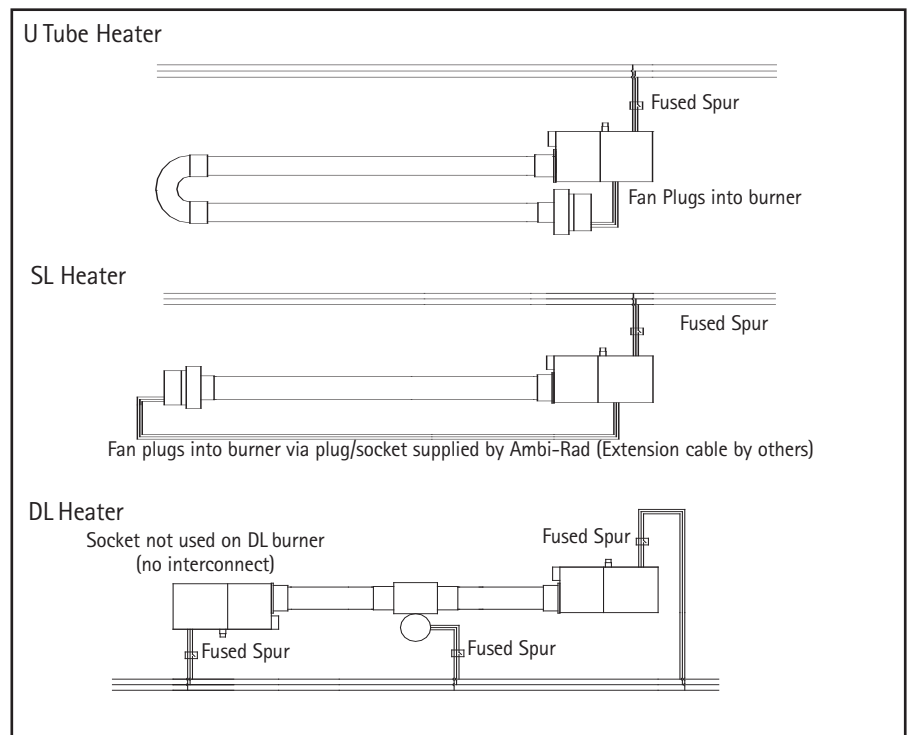 U Tube Heater
Fused Spur
Fan Plugs into burner
SL Heater
Fused Spur
Fan plugs into burner via plug/socket supplied by Ambi-Rad (Extension cable by others)
DL Heater
Socket not used on DL burner
(no interconnect)
Fused Spur
Fused Spur
Fused Spur